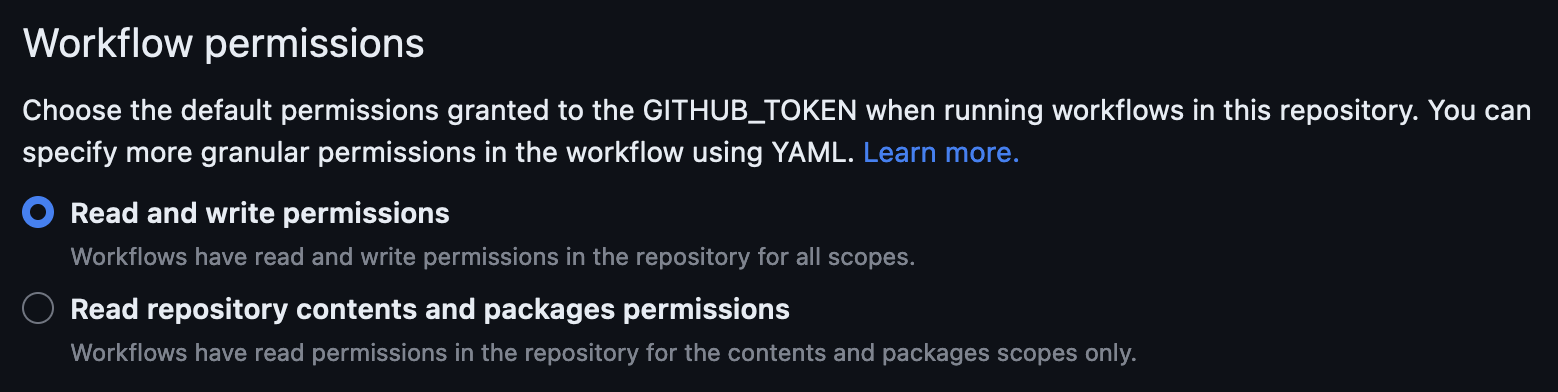 Workflow permissions
Choose the default permissions granted to the GITHUB_TOKEN when running workflows in this repository. You can
specify more granular permissions in the workflow using YAML. Learn more.
Read and write permissions
Workflows have read and write permissions in the repository for all scopes.
Read repository contents and packages permissions
Workflows have read permissions in the repository for the contents and packages scopes only.